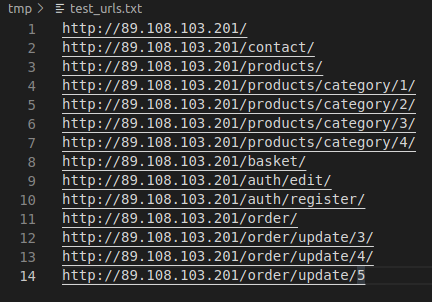 tmp > test_urls.txt
1 http://89.108.103.201/
2 http://89.108.103.201/contact/
3 http://89.108.103.201/products/
4 http://89.108.103.201/products/category/1/
5 http://89.108.103.201/products/category/2/
6 http://89.108.103.201/products/category/3/
7 http://89.108.103.201/products/category/4/
8 http://89.108.103.201/basket/
9 http://89.108.103.201/auth/edit/
10 http://89.108.103.201/auth/register/
11 http://89.108.103.201/order/
12 http://89.108.103.201/order/update/3/
13 http://89.108.103.201/order/update/4/
14 http://89.108.103.201/order/update/5